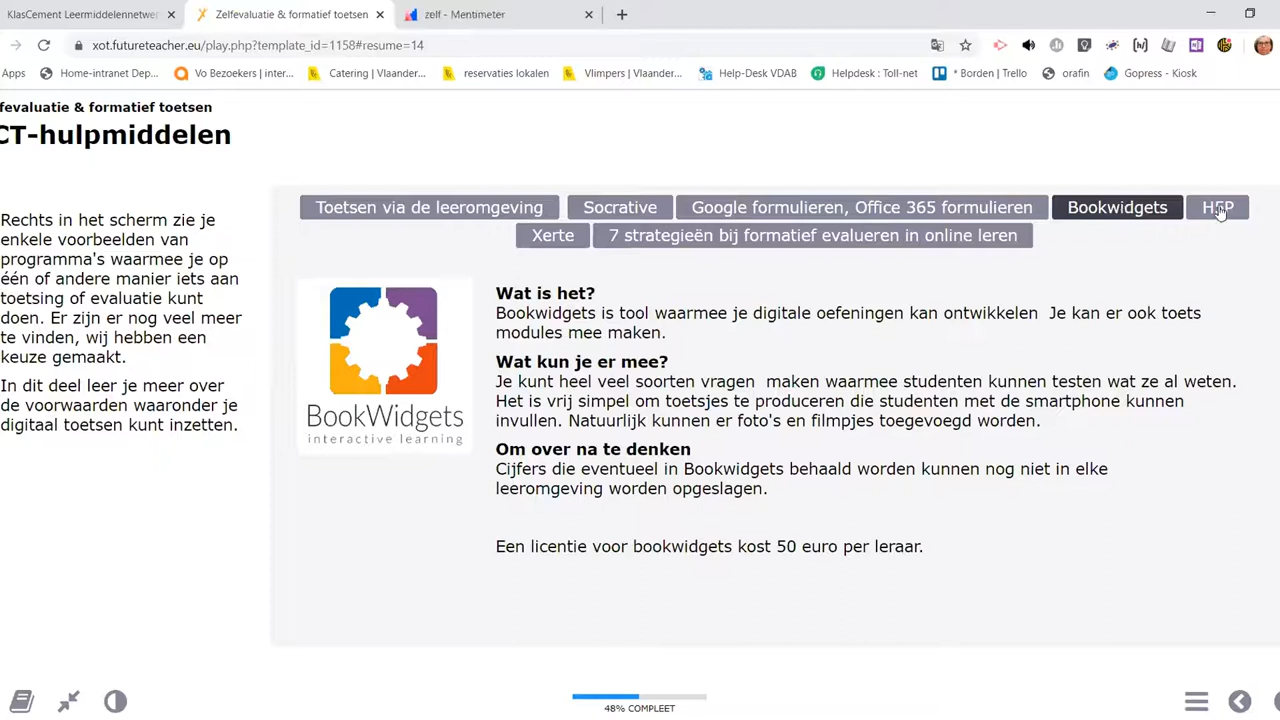 KlasCement Leermiddelennetwer
Zelfevaluatie & formatief toetsen
zelf - Mentimeter
xot.futureteacher.eu/play.php?template_id=1158#resume=14
Apps
Home-intranet Dep...
Vo Bezoekers | inter...
Catering | Vlaander...
reservaties lokalen
Vlimpers | Vlaander...
Help-Desk VDAB
Helpdesk : Toll-net
* Borden | Trello
orafin
Gopress - Kiosk
fevaluatie & formatief toetsen
CT-hulpmiddelen
Rechts in het scherm zie je
enkele voorbeelden van
programma's waarmee je op
één of andere manier iets aan
toetsing of evaluatie kunt
doen. Er zijn er nog veel meer
te vinden, wij hebben een
keuze gemaakt.
In dit deel leer je meer over
de voorwaarden waaronder je
digitaal toetsen kunt inzetten.
Toetsen via de leeromgeving
Socrative
Google formulieren, Office 365 formulieren
Bookwidgets
H5P
Xerte
7 strategieën bij formatief evalueren in online leren
BookWidgets
interactive learning
Wat is het?
Bookwidgets is tool waarmee je digitale oefeningen kan ontwikkelen Je kan er ook toets
modules mee maken.
Wat kun je er mee?
Je kunt heel veel soorten vragen maken waarmee studenten kunnen testen wat ze al weten.
Het is vrij simpel om toetsjes te produceren die studenten met de smartphone kunnen
invullen. Natuurlijk kunnen er foto's en filmpjes toegevoegd worden.
Om over na te denken
Cijfers die eventueel in Bookwidgets behaald worden kunnen nog niet in elke
leeromgeving worden opgeslagen.
Een licentie voor bookwidgets kost 50 euro per leraar.
48% COMPLEET